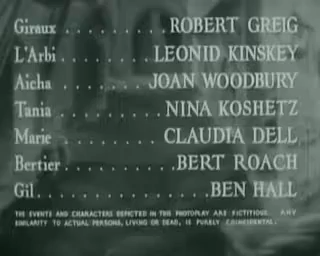 Giraux . . . . . . . . . ROBERT GREIG
L'Arbi . . . . . . . . LEONID KINSKEY
Aicha . . . . . . . JOAN WOODBURY
Tania . . . . . . . . . NINA KOSHETZ
Marie . . . . . . . . CLAUDIA DELL
Bertier . . . . . . . . . BERT ROACH
Gil . . . . . . . . . . . . . . BEN HALL
THE EVENTS AND CHARACTERS DEPICTED IN THIS PHOTOPLAY ARE FICTITIOUS. ANY
SIMILARITY TO ACTUAL PERSONS, LIVING OR DEAD, IS PURELY COINCIDENTAL.